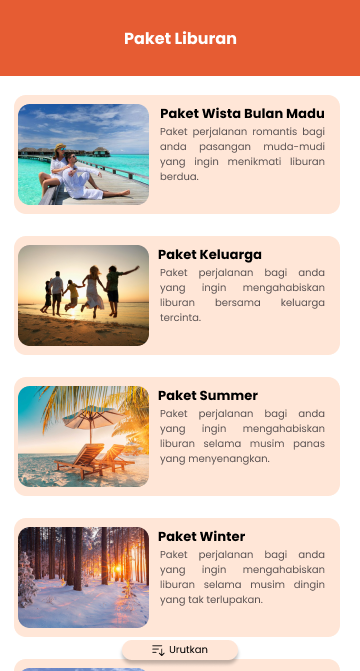 Paket Liburan
Paket Wista Bulan Madu
Paket perjalanan romantis bagi
anda pasangan muda-mudi
yang ingin menikmati liburan
berdua.
Paket Keluarga
Paket perjalanan bagi anda
yang ingin mengahabiskan
liburan bersama keluarga
tercinta.
Paket Summer
Paket perjalanan bagi anda
yang ingin mengahabiskan
liburan selama musim panas
yang menyenangkan.
Paket Winter
Paket perjalanan bagi anda
yang ingin mengahabiskan
liburan selama musim dingin
yang tak terlupakan.
Urutkan